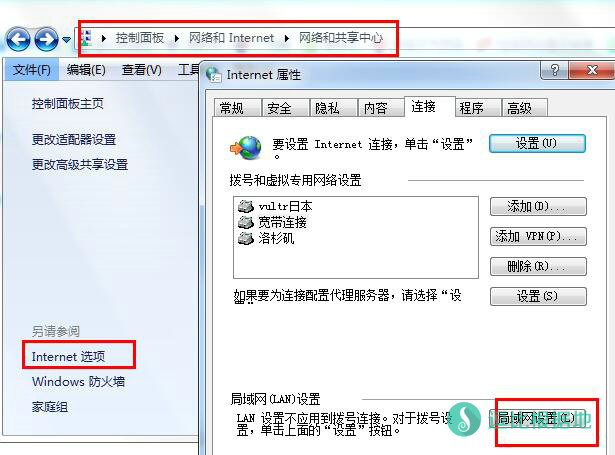 控制面板 ▸ 网络和 Internet ▸ 网络和共享中心
文件(F) 编辑(E) 查看(V) 工具
控制面板主页
更改适配器设置
更改高级共享设置
另请参阅
Internet 选项
Windows 防火墙
家庭组
Internet 属性
常规 安全 隐私 内容 连接 程序 高级
要设置 Internet 连接，单击“设置”
。
设置(U)
拨号和虚拟专用网络设置
vultr日本
宽带连接
洛杉矶
添加(D)...
添加 VPN(P)...
删除(R)...
如果要为连接配置代理服务器，请选择“设
设置(S)
局域网(LAN)设置
LAN 设置不应用到拨号连接。对于拨号设
置，单击上面的“设置”按钮。
局域网设置(L)